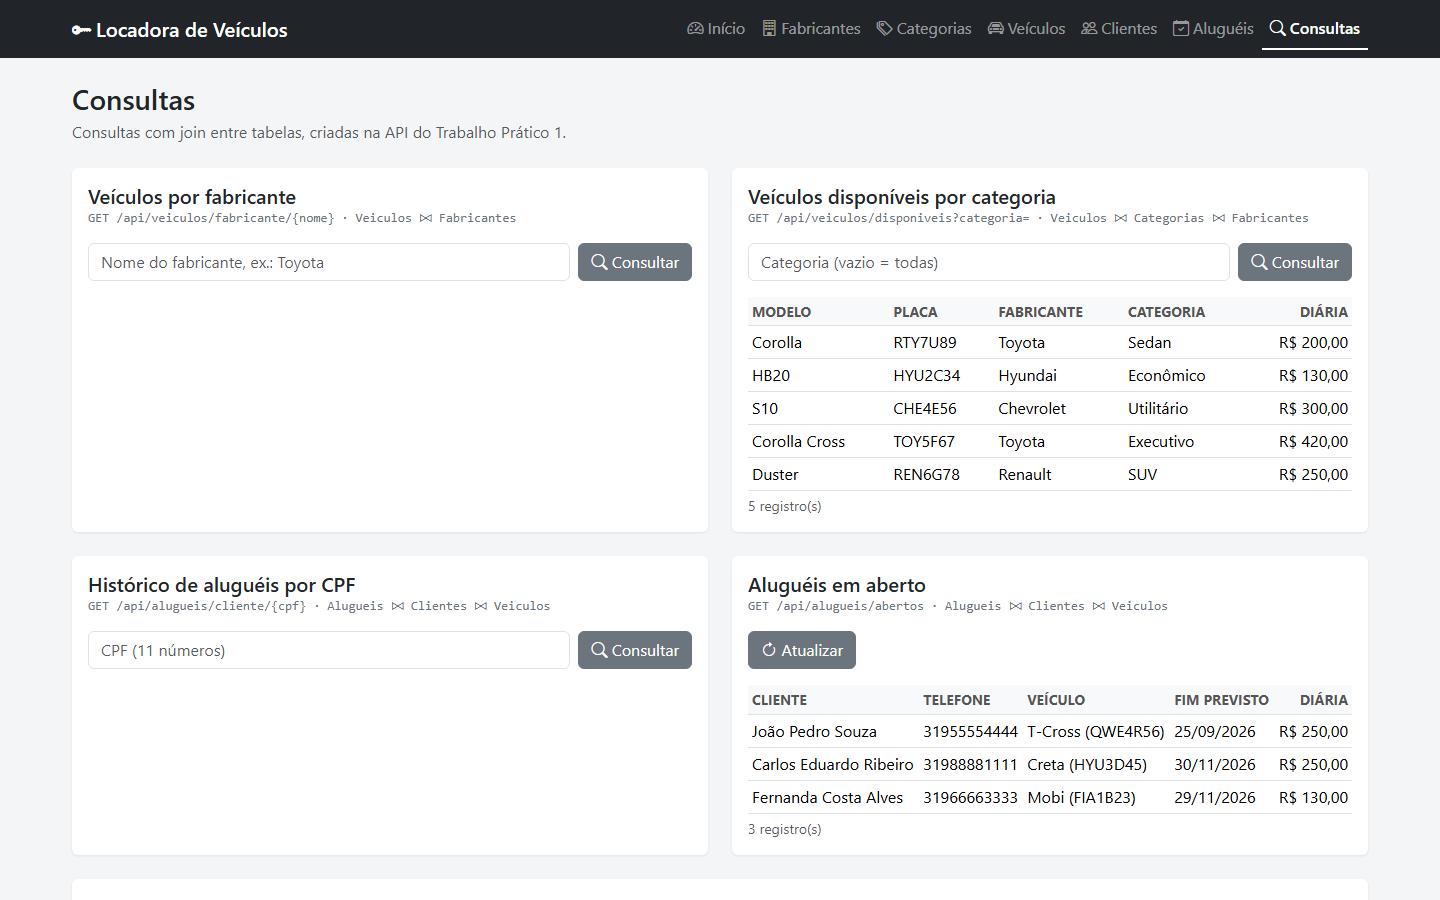 Locadora de Veículos
Início Fabricantes Categorias Veículos Clientes Aluguéis Consultas
Consultas
Consultas com join entre tabelas, criadas na API do Trabalho Prático 1.
Veículos por fabricante
GET /api/veiculos/fabricante/{nome} · Veiculos ⋈ Fabricantes
Nome do fabricante, ex.: Toyota
Consultar
Veículos disponíveis por categoria
GET /api/veiculos/disponiveis?categoria= · Veiculos ⋈ Categorias ⋈ Fabricantes
Categoria (vazio = todas)
Consultar
MODELO PLACA FABRICANTE CATEGORIA DIÁRIA
Corolla RTY7U89 Toyota Sedan R$ 200,00
HB20 HYU2C34 Hyundai Econômico R$ 130,00
S10 CHE4E56 Chevrolet Utilitário R$ 300,00
Corolla Cross TOY5F67 Toyota Executivo R$ 420,00
Duster REN6G78 Renault SUV R$ 250,00
5 registro(s)
Histórico de aluguéis por CPF
GET /api/alugueis/cliente/{cpf} · Alugueis ⋈ Clientes ⋈ Veiculos
CPF (11 números)
Consultar
Aluguéis em aberto
GET /api/alugueis/abertos · Alugueis ⋈ Clientes ⋈ Veiculos
Atualizar
CLIENTE TELEFONE VEÍCULO FIM PREVISTO DIÁRIA
João Pedro Souza 31955554444 T-Cross (QWE4R56) 25/09/2026 R$ 250,00
Carlos Eduardo Ribeiro 31988881111 Creta (HYU3D45) 30/11/2026 R$ 250,00
Fernanda Costa Alves 31966663333 Mobi (FIA1B23) 29/11/2026 R$ 130,00
3 registro(s)